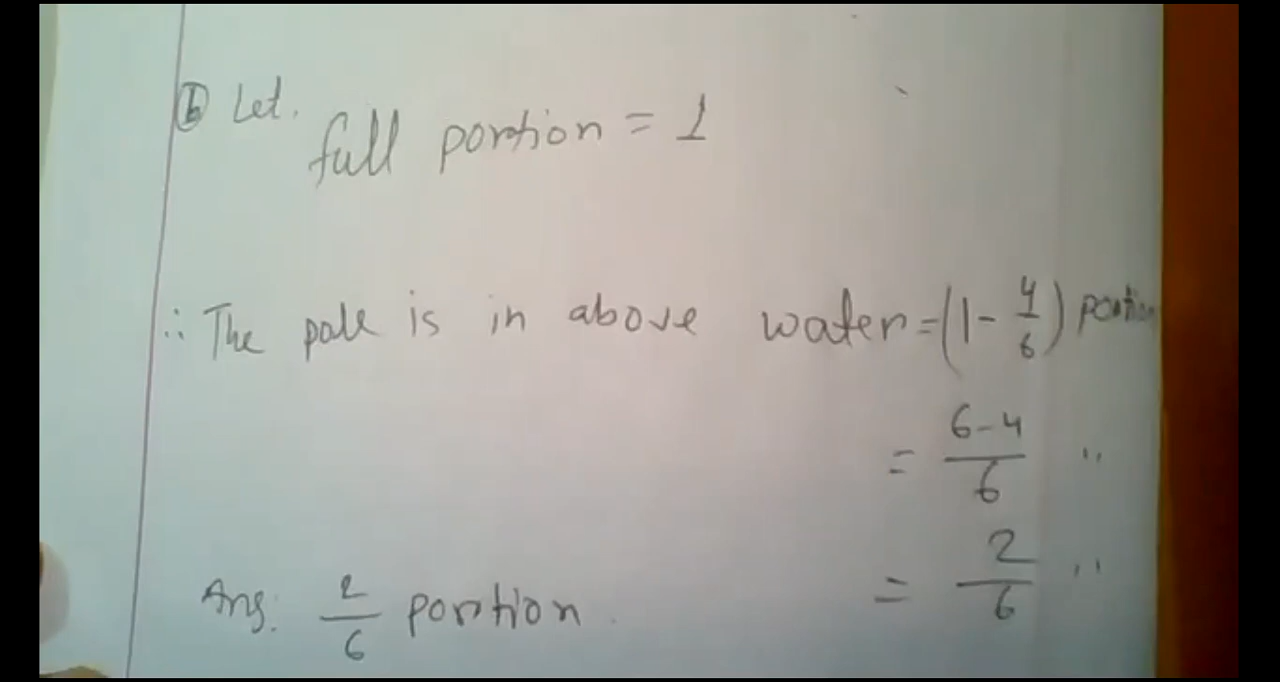 ⓑ Let.
full portion = 1
∴ The pole is in above water = (1 - 4/6) portion
= 6-4/6 "
= 2/6 "
Ans. 2/6 portion.